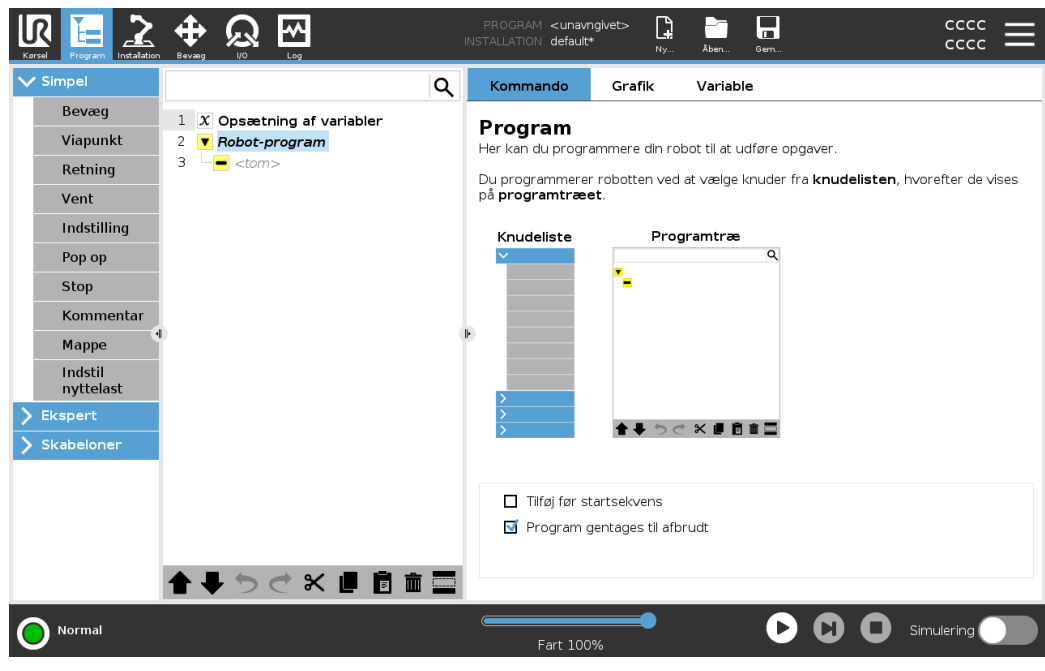 UR
Kørsel
Program
Installation
Bevæg
I/O
Log
PROGRAM <unavngivet>
INSTALLATION default*
Ny...
Åben...
Gem...
cccc
cccc
Simpel
Bevæg
Viapunkt
Retning
Vent
Indstilling
Pop op
Stop
Kommentar
Mappe
Indstil
nyttelast
Ekspert
Skabeloner
1 X Opsætning af variabler
2 Robot-program
3 <tom>
Kommando
Grafik
Variable
Program
Her kan du programmere din robot til at udføre opgaver.
Du programmerer robotten ved at vælge knuder fra knudelisten, hvorefter de vises
på programtræet.
Knudeliste
Programtræ
Tilføj før startsekvens
Program gentages til afbrudt
Normal
Fart 100%
Simulering